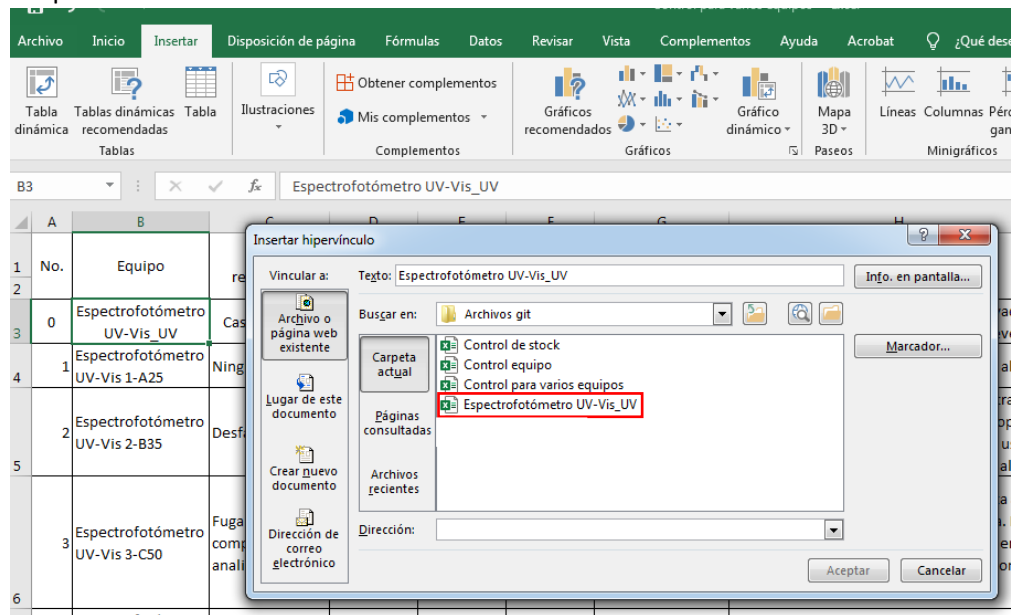 Archivo Inicio Insertar Disposición de página Fórmulas Datos Revisar Vista Complementos Ayuda Acrobat ¿Qué dese
Tabla dinámica
Tablas dinámicas recomendadas
Tabla
Ilustraciones
Obtener complementos
Mis complementos
Gráficos recomendados
Gráfico dinámico
Mapa 3D
Líneas Columnas
Tablas Complementos Gráficos Paseos Minigráficos
B3 fx Espectrofotómetro UV-Vis_UV
A B C D E F G H
1 No. Equipo
2
3 0 Espectrofotómetro
UV-Vis_UV
4 1 Espectrofotómetro
UV-Vis 1-A25
5 2 Espectrofotómetro
UV-Vis 2-B35
6 3 Espectrofotómetro
UV-Vis 3-C50
Insertar hipervínculo
Vincular a:
Archivo o
página web
existente
Lugar de este
documento
Crear nuevo
documento
Dirección de
correo
electrónico
Texto: Espectrofotómetro UV-Vis_UV
Info. en pantalla...
Buscar en: Archivos git
Marcador...
Carpeta
actual
Páginas
consultadas
Archivos
recientes
Control de stock
Control equipo
Control para varios equipos
Espectrofotómetro UV-Vis_UV
Dirección:
Aceptar Cancelar